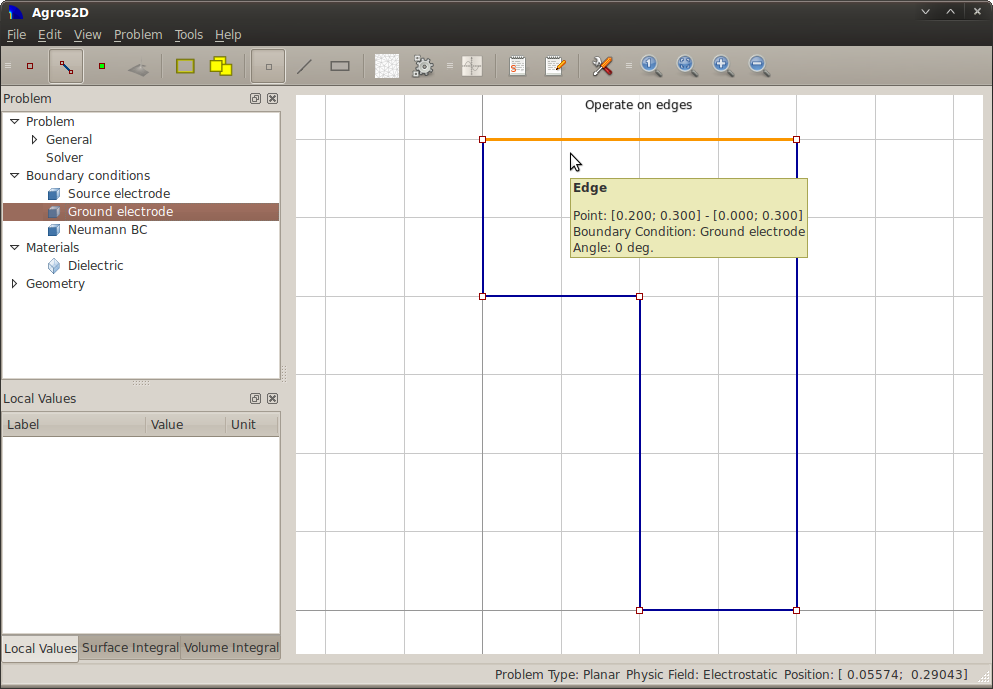 Agros2D
File Edit View Problem Tools Help
Problem
Problem
General
Solver
Boundary conditions
Source electrode
Ground electrode
Neumann BC
Materials
Dielectric
Geometry
Local Values
Label Value Unit
Local Values Surface Integral Volume Integral
Operate on edges
Edge
Point: [0.200; 0.300] - [0.000; 0.300]
Boundary Condition: Ground electrode
Angle: 0 deg.
Problem Type: Planar Physic Field: Electrostatic Position: [ 0.05574; 0.29043]